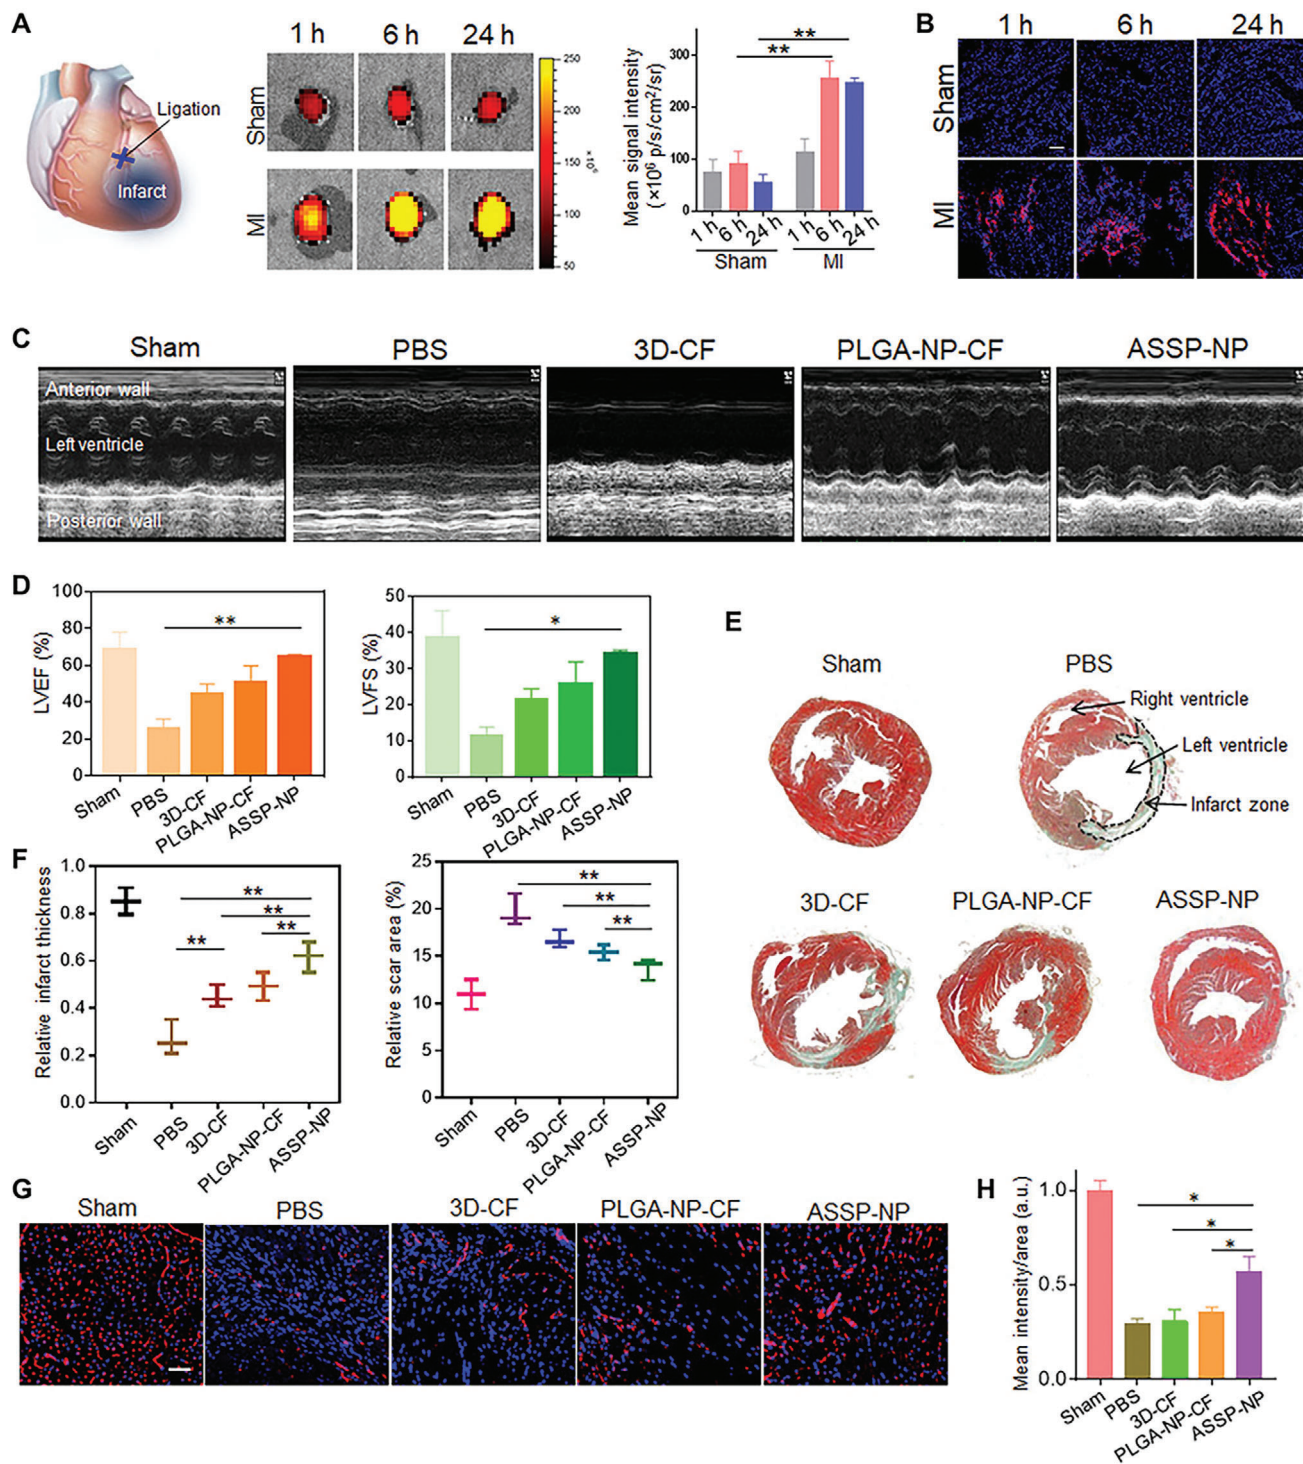 A
1 h 6 h 24 h
Ligation
Infarct
Sham
MI
250
200
150
100
50
×10⁶
Mean signal intensity
(×10⁶ p/s/cm²/sr)
300
200
100
0
**
**
1 h 6 h 24 h 1 h 6 h 24 h
Sham MI
B
1 h 6 h 24 h
Sham
MI
C
Sham PBS 3D-CF PLGA-NP-CF ASSP-NP
Anterior wall
Left ventricle
Posterior wall
D
LVEF (%)
100
80
60
40
20
0
**
Sham PBS 3D-CF PLGA-NP-CF ASSP-NP
LVFS (%)
50
40
30
20
10
0
*
Sham PBS 3D-CF PLGA-NP-CF ASSP-NP
E
Sham PBS
Right ventricle
Left ventricle
Infarct zone
3D-CF PLGA-NP-CF ASSP-NP
F
Relative infarct thickness
1.0
0.8
0.6
0.4
0.2
0.0
**
**
**
**
Sham PBS 3D-CF PLGA-NP-CF ASSP-NP
Relative scar area (%)
25
20
15
10
5
0
**
**
**
Sham PBS 3D-CF PLGA-NP-CF ASSP-NP
G
Sham PBS 3D-CF PLGA-NP-CF ASSP-NP
H
Mean intensity/area (a.u.)
1.0
0.5
0.0
*
*
*
Sham PBS 3D-CF PLGA-NP-CF ASSP-NP